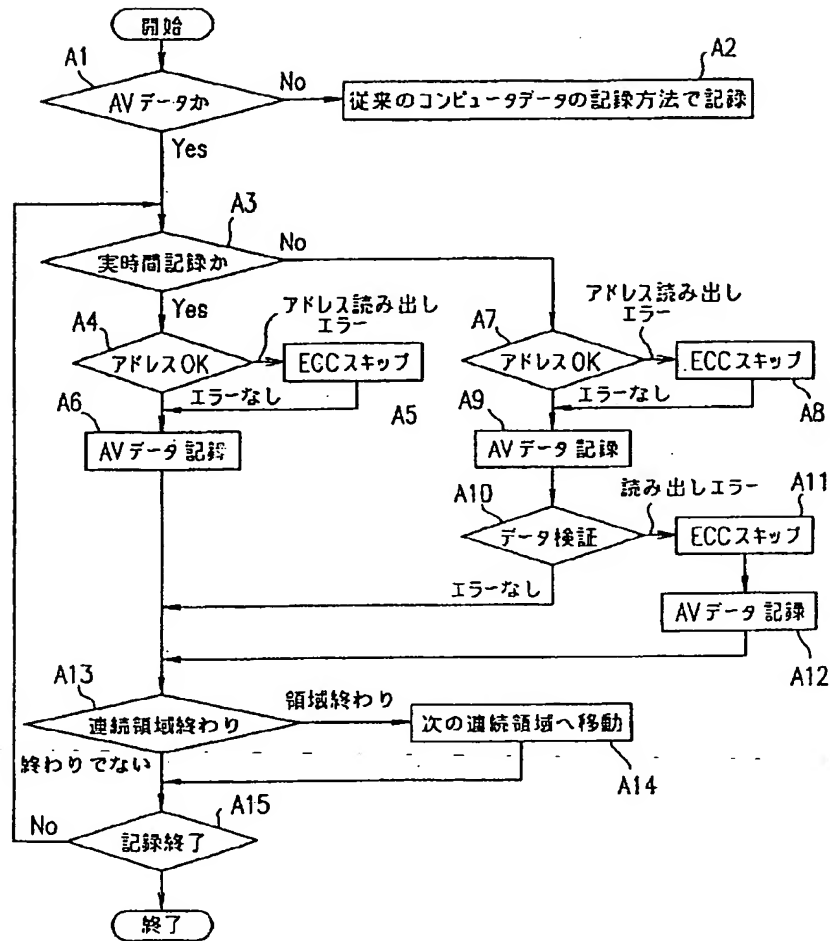 開始
A1
AVデータか
No
A2
従来のコンピュータデータの記録方法で記録
Yes
A3
実時間記録か
No
Yes
A4
アドレスOK
アドレス読み出し
エラー
ECCスキップ
A5
エラーなし
A6
AVデータ記録
A7
アドレスOK
アドレス読み出し
エラー
ECCスキップ
A8
エラーなし
A9
AVデータ記録
A10
データ検証
読み出しエラー
A11
ECCスキップ
エラーなし
AVデータ記録
A12
A13
連続領域終わり
領域終わり
次の連続領域へ移動
A14
終わりでない
A15
記録終了
No
終了